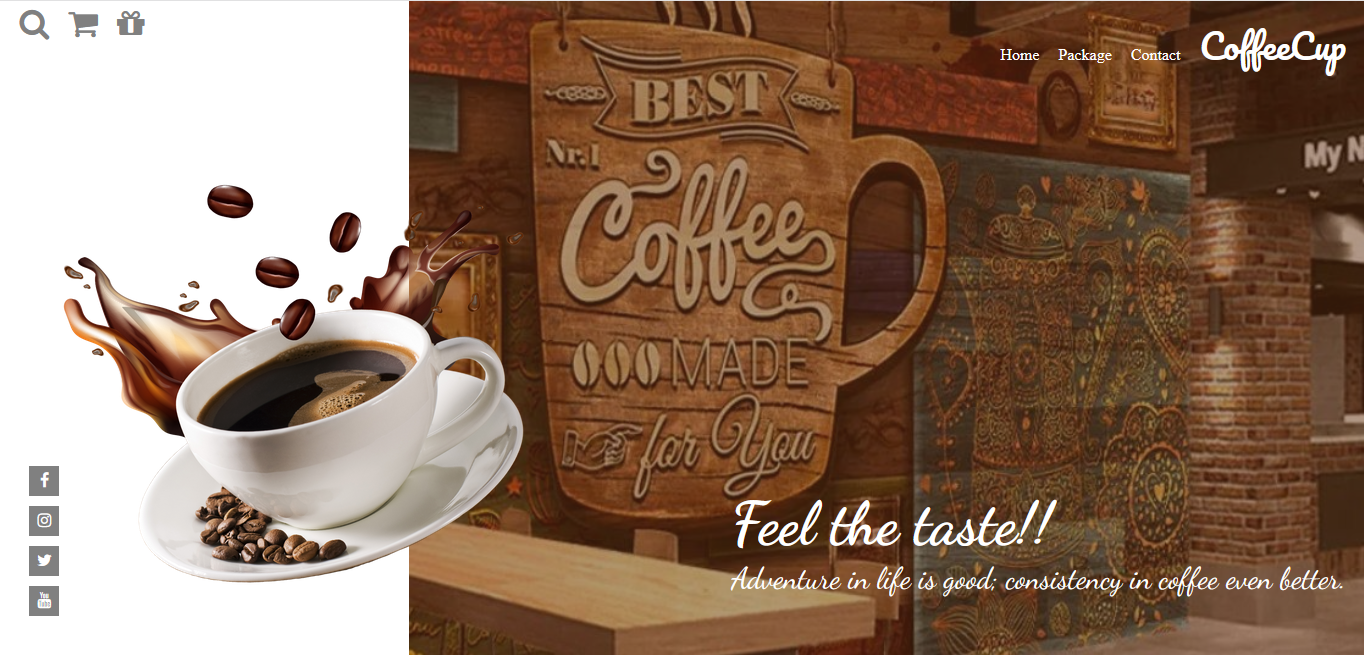 Home Package Contact CoffeeCup
BEST
Nr.1
Coffee
MADE
for You
My N
Feel the taste!!
Adventure in life is good; consistency in coffee even better.
You
Tube